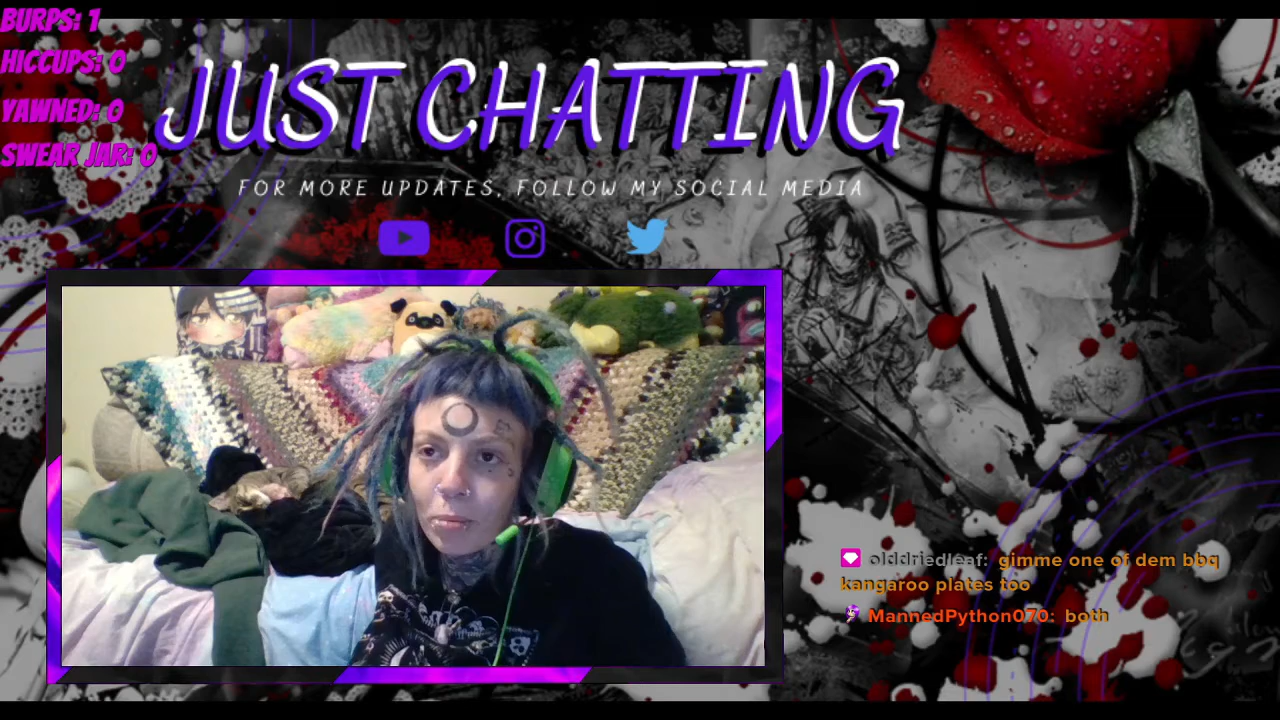 BURPS: 1
HICCUPS: 0
YAWNED: 0
SWEAR JAR: 0
JUST CHATTING
FOR MORE UPDATES, FOLLOW MY SOCIAL MEDIA
olddriedleaf: gimme one of dem bbq
kangaroo plates too
MannedPython070: both